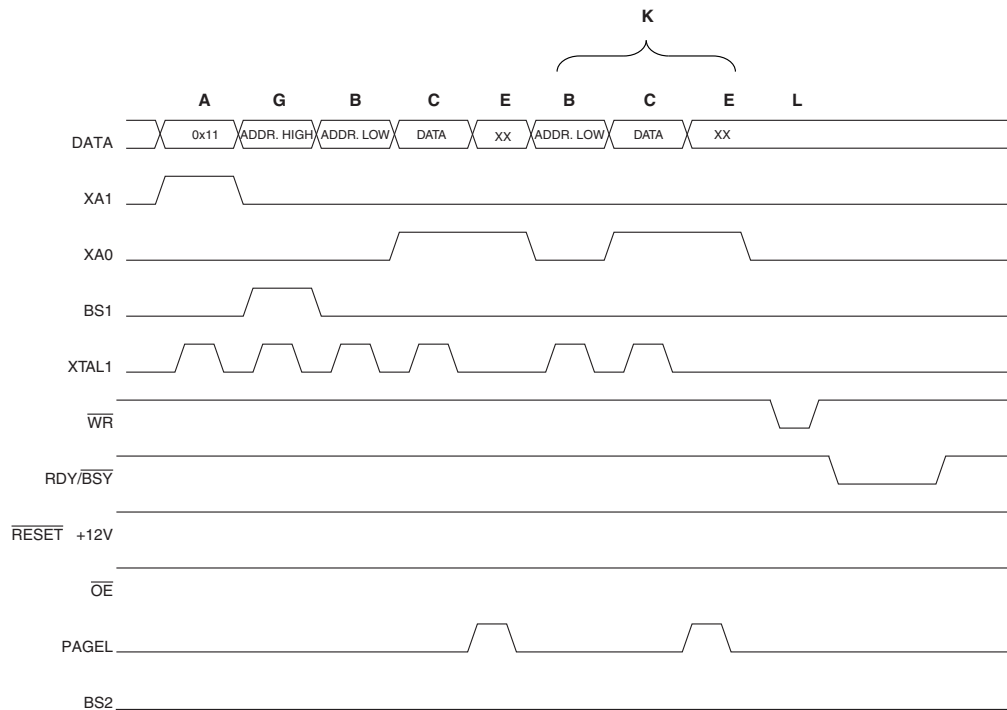 K
A G B C E B C E L
DATA 0x11 ADDR. HIGH ADDR. LOW DATA XX ADDR. LOW DATA XX
XA1
XA0
BS1
XTAL1
WR
RDY/BSY
RESET +12V
OE
PAGEL
BS2